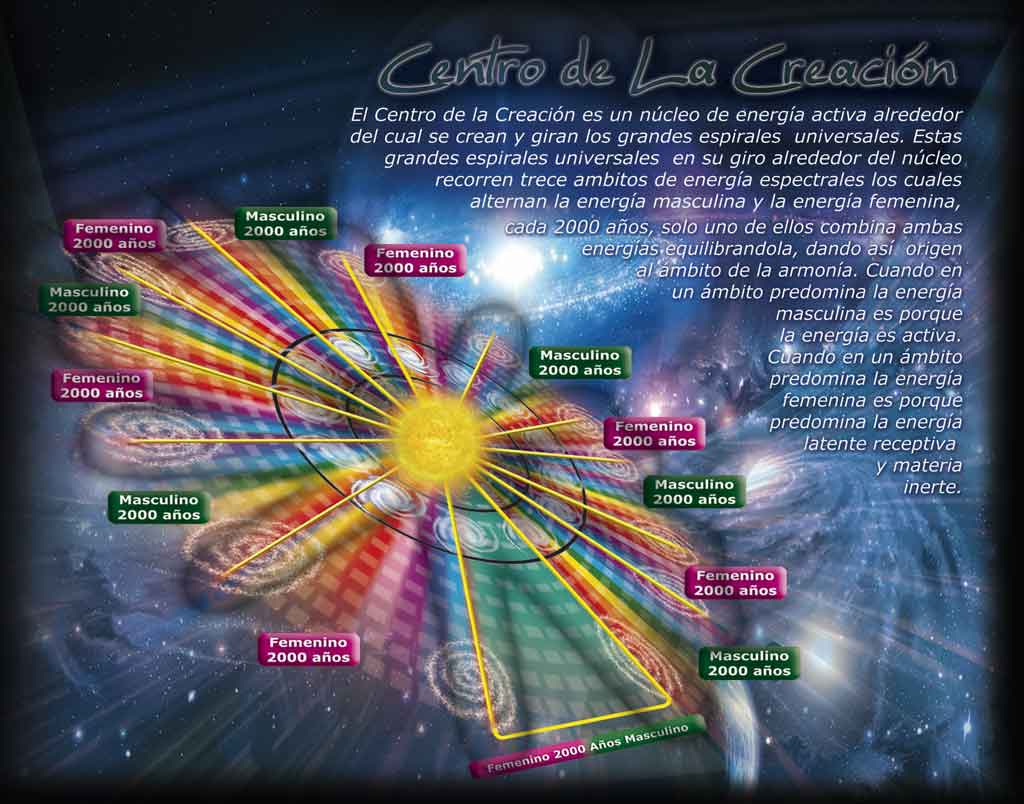 Centro de La Creación
El Centro de la Creación es un núcleo de energía activa alrededor
del cual se crean y giran los grandes espirales universales. Estas
grandes espirales universales en su giro alrededor del núcleo
recorren trece ambitos de energía espectrales los cuales
alternan la energía masculina y la energía femenina,
cada 2000 años, solo uno de ellos combina ambas
energías equilibrandola, dando así origen
al ámbito de la armonía. Cuando en
un ámbito predomina la energía
masculina es porque
la energía es activa.
Cuando en un ámbito
predomina la energía
femenina es porque
predomina la energía
latente receptiva
y materia
inerte.
Masculino
2000 años
Femenino
2000 años
Femenino
2000 años
Masculino
2000 años
Masculino
2000 años
Femenino
2000 años
Femenino
2000 años
Masculino
2000 años
Masculino
2000 años
Femenino
2000 años
Femenino
2000 años
Masculino
2000 años
Femenino 2000 Años Masculino